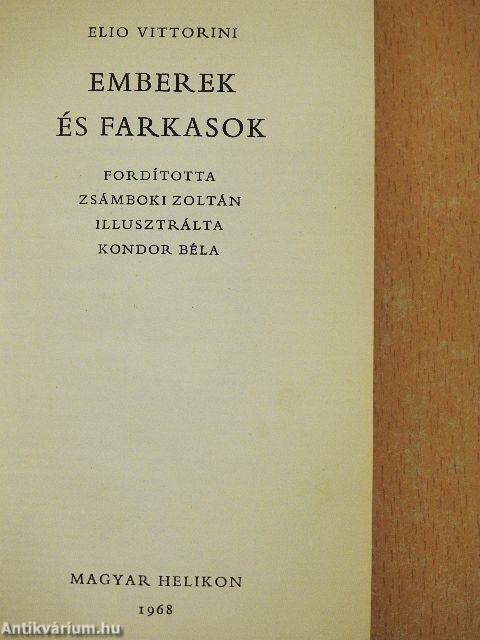 ELIO VITTORINI
EMBEREK
ÉS FARKASOK
FORDÍTOTTA
ZSÁMBOKI ZOLTÁN
ILLUSZTRÁLTA
KONDOR BÉLA
MAGYAR HELIKON
1968
Antikvárium.hu